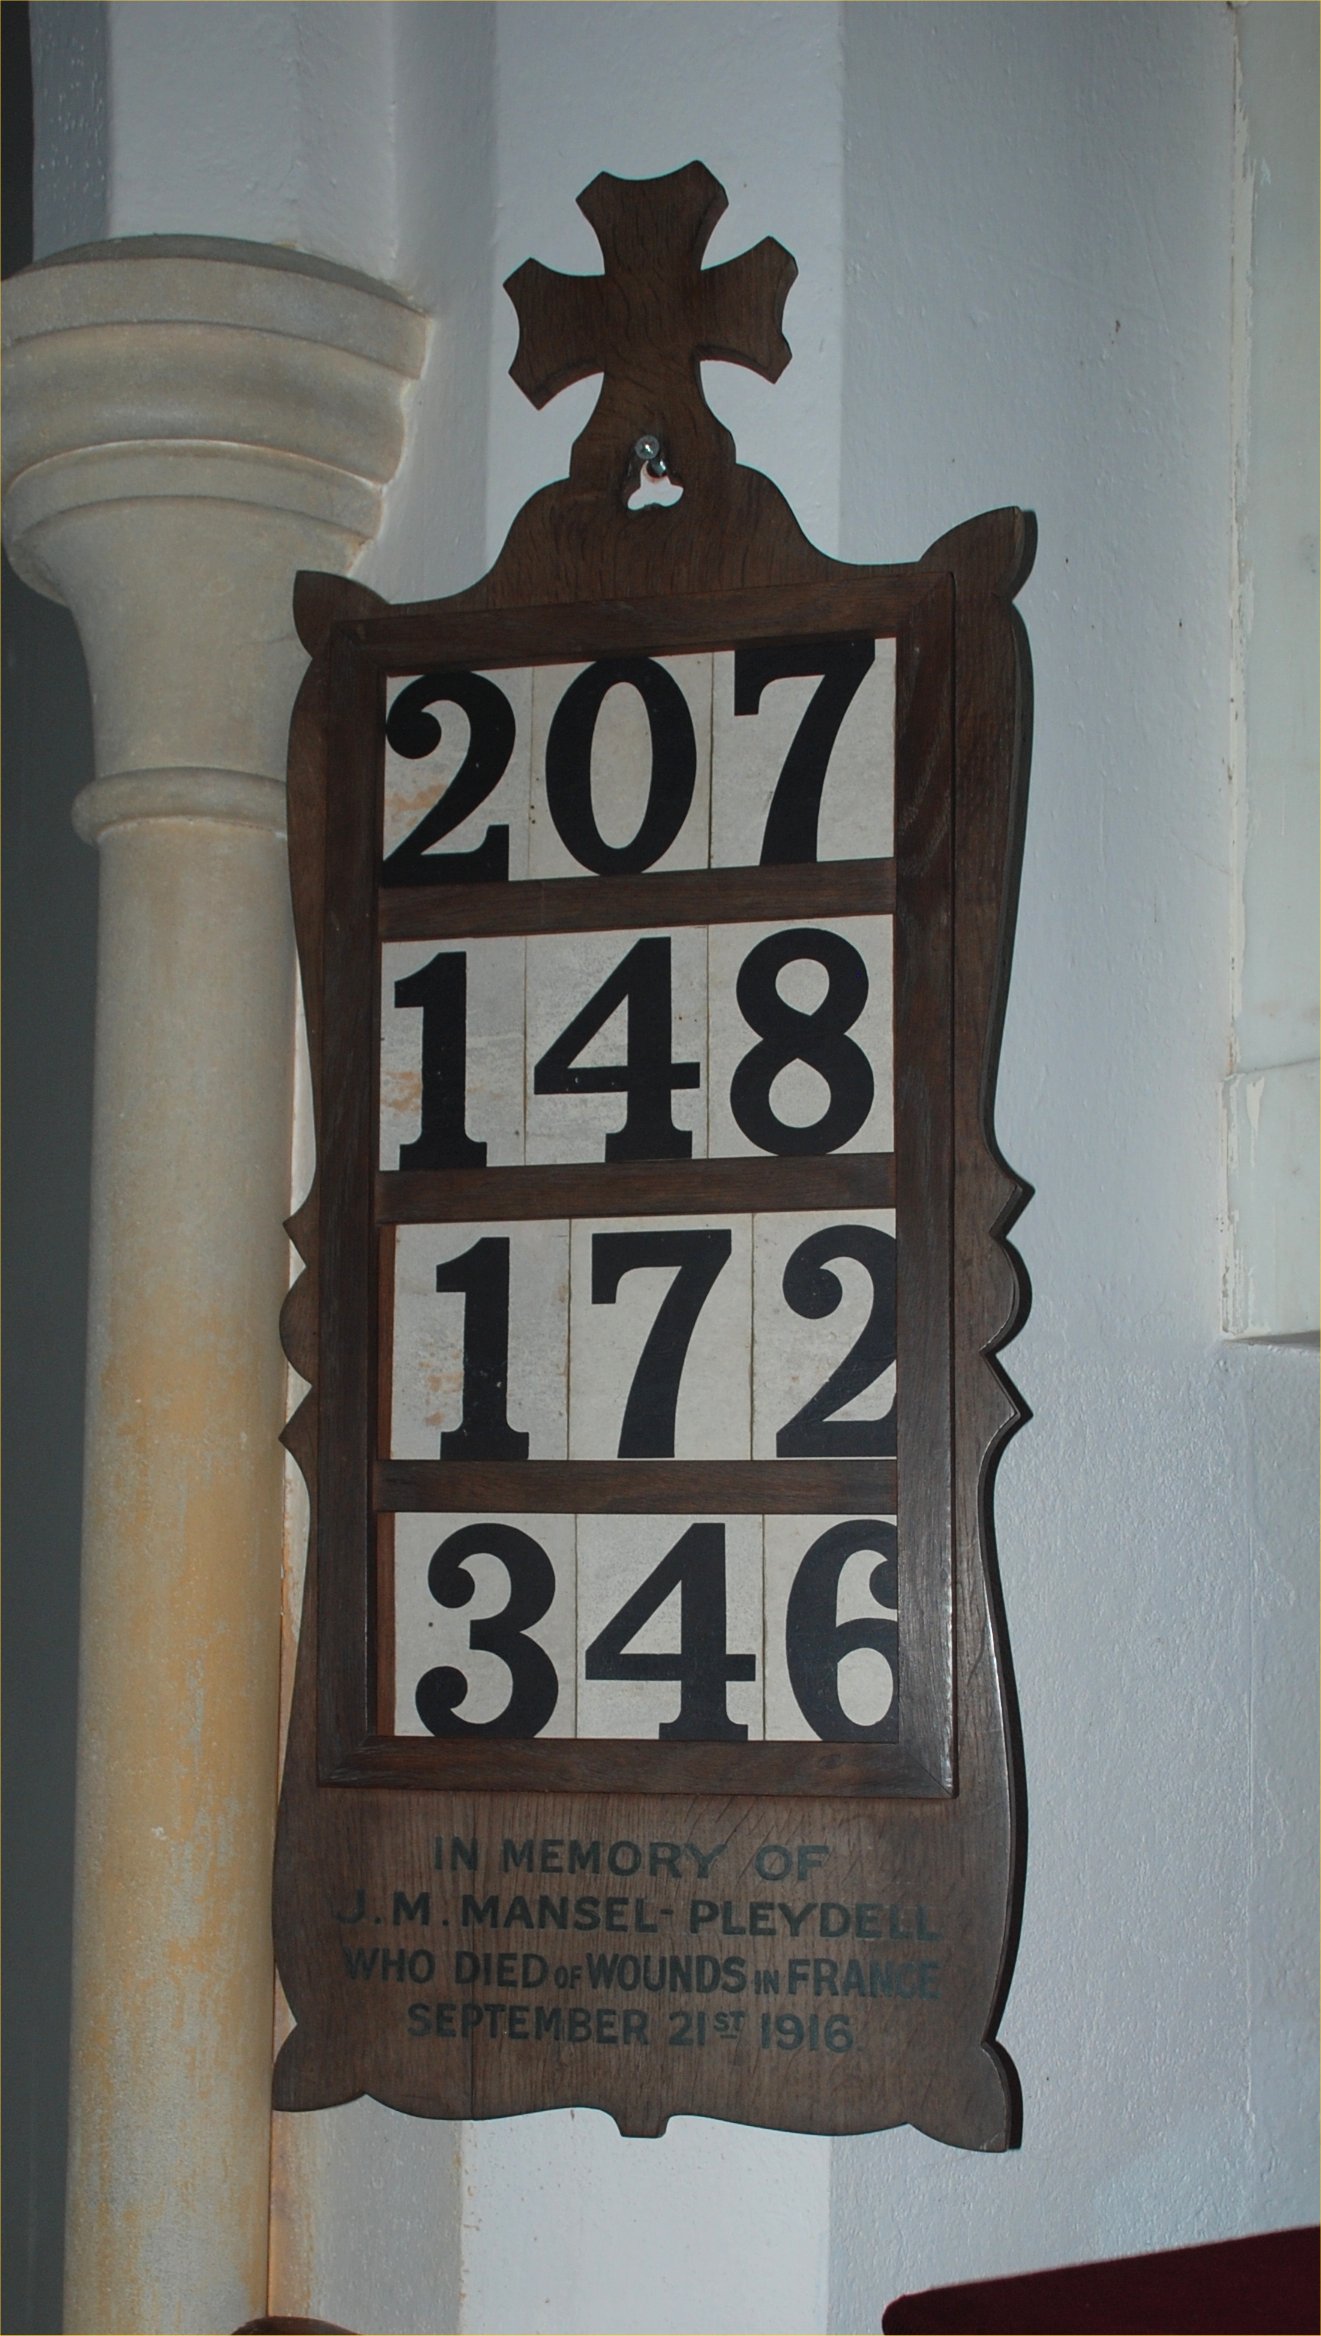 207
148
172
346
IN MEMORY OF
J.M. MANSEL-PLEYDELL
WHO DIED OF WOUNDS IN FRANCE
SEPTEMBER 21ST 1916.